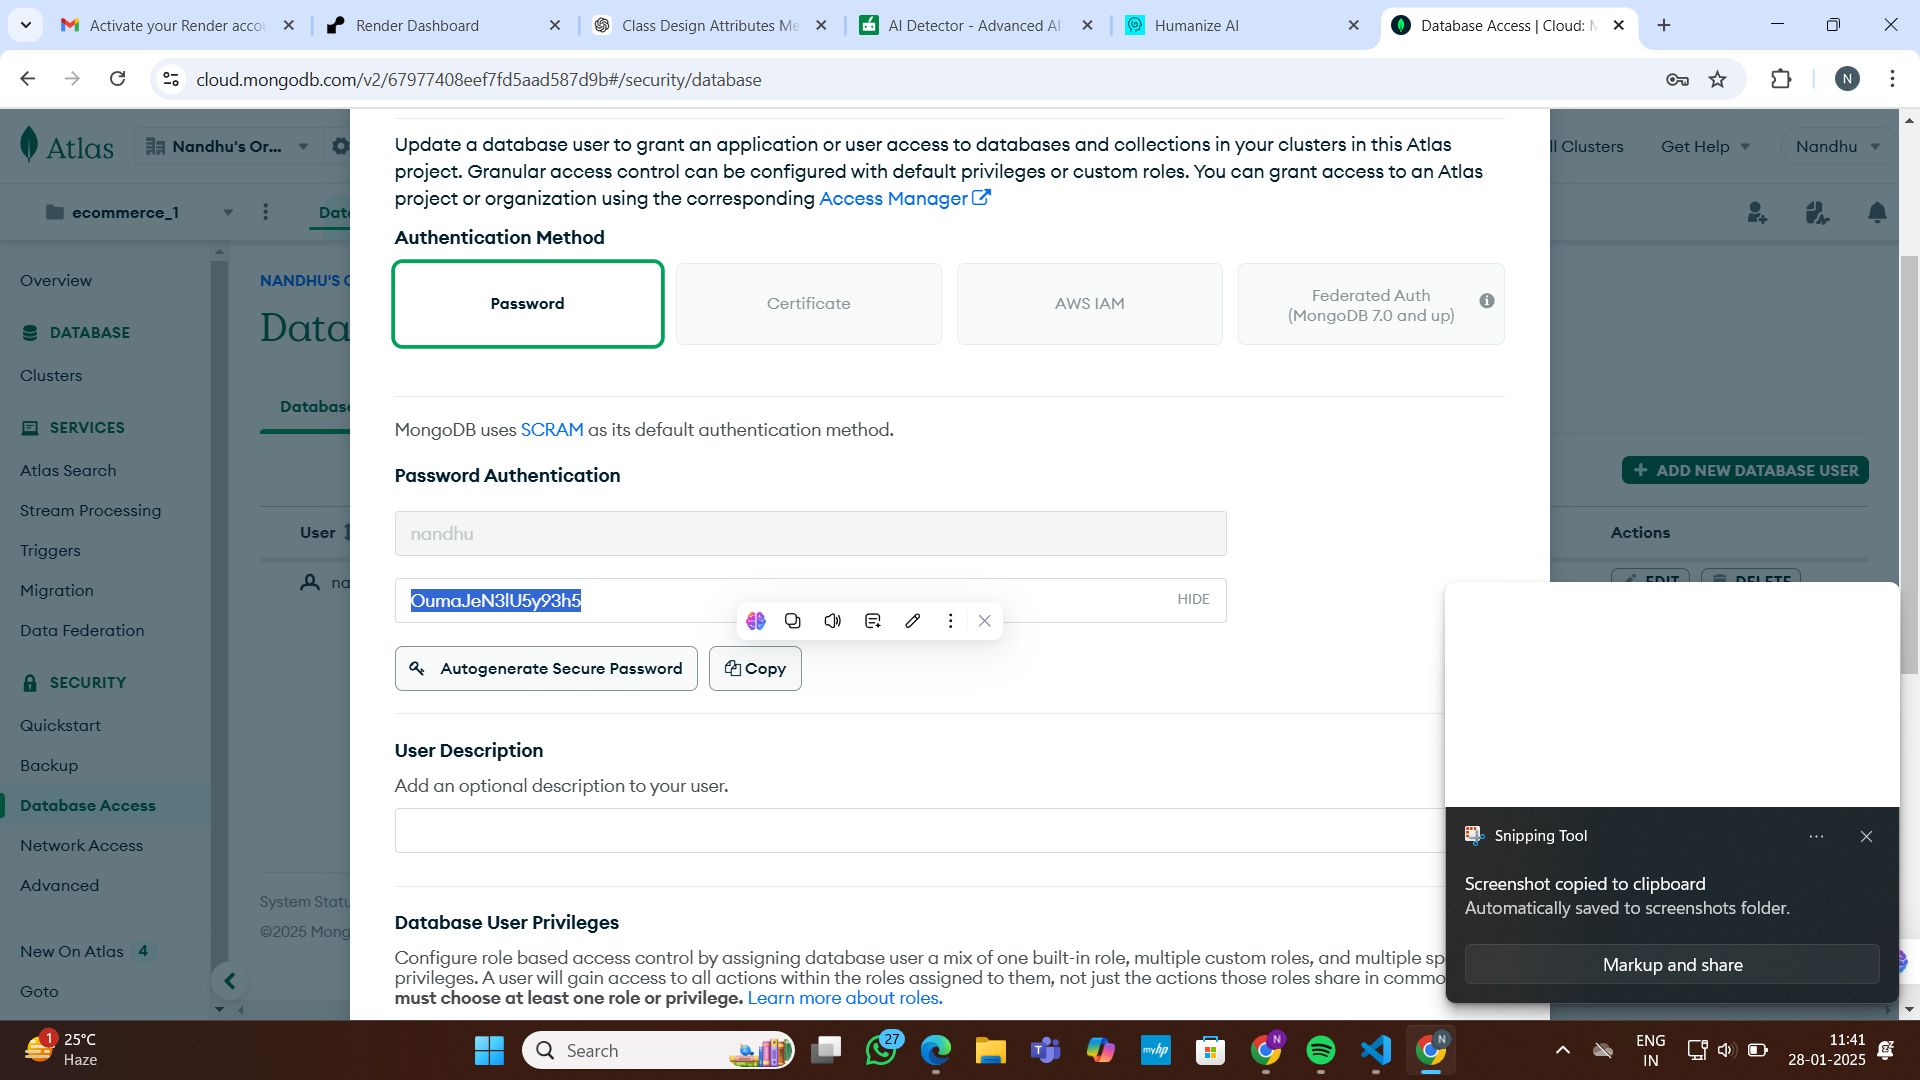 Activate your Render accou
Render Dashboard
Class Design Attributes Me
AI Detector - Advanced AI
Humanize AI
Database Access | Cloud: M
cloud.mongodb.com/v2/67977408eef7fd5aad587d9b#/security/database
N
Atlas
Nandhu's Or...
ll Clusters
Get Help
Nandhu
ecommerce_1
Data
Overview
DATABASE
Clusters
SERVICES
Atlas Search
Stream Processing
Triggers
Migration
Data Federation
SECURITY
Quickstart
Backup
Database Access
Network Access
Advanced
New On Atlas 4
Goto
NANDHU'S O
Data
Database
User
na
System Statu
©2025 Mong
ADD NEW DATABASE USER
Actions
EDIT
DELETE
Update a database user to grant an application or user access to databases and collections in your clusters in this Atlas
project. Granular access control can be configured with default privileges or custom roles. You can grant access to an Atlas
project or organization using the corresponding Access Manager
Authentication Method
Password
Certificate
AWS IAM
Federated Auth
(MongoDB 7.0 and up)
MongoDB uses SCRAM as its default authentication method.
Password Authentication
nandhu
OumaJeN3lU5y93h5
HIDE
Autogenerate Secure Password
Copy
User Description
Add an optional description to your user.
Database User Privileges
Configure role based access control by assigning database user a mix of one built-in role, multiple custom roles, and multiple sp
privileges. A user will gain access to all actions within the roles assigned to them, not just the actions those roles share in commo
must choose at least one role or privilege. Learn more about roles.
Snipping Tool
Screenshot copied to clipboard
Automatically saved to screenshots folder.
Markup and share
1
25°C
Haze
Search
27
myhp
N
N
ENG
IN
11:41
28-01-2025